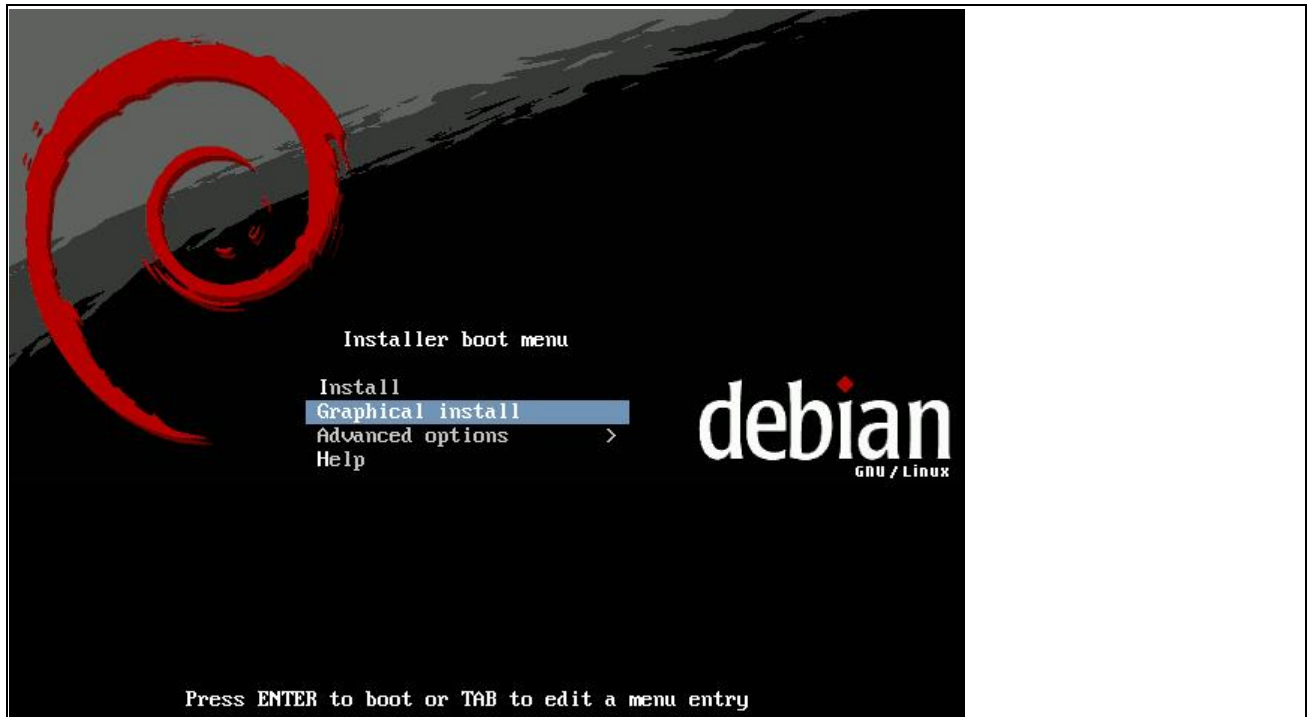 Installer boot menu
Install
Graphical install
Advanced options >
Help
debian
GNU / Linux
Press ENTER to boot or TAB to edit a menu entry